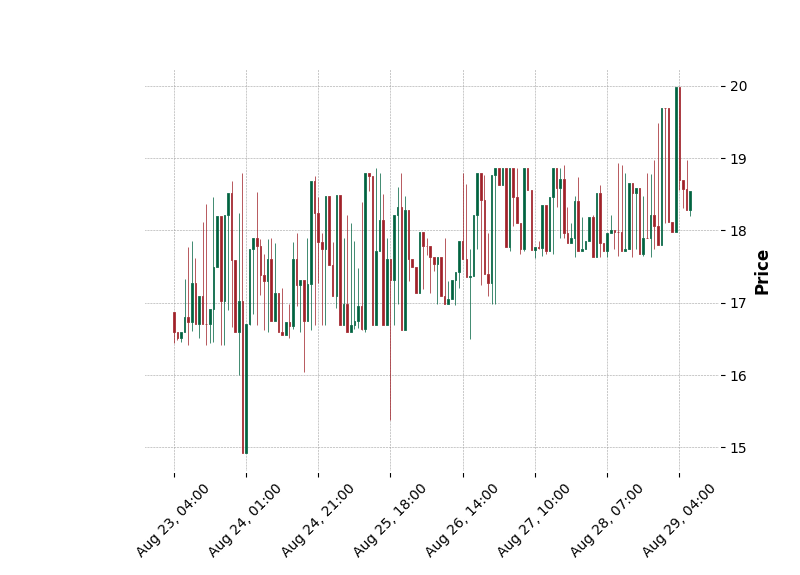 20
19
18
17
16
15
Price
Aug 23, 04:00
Aug 24, 01:00
Aug 24, 21:00
Aug 25, 18:00
Aug 26, 14:00
Aug 27, 10:00
Aug 28, 07:00
Aug 29, 04:00